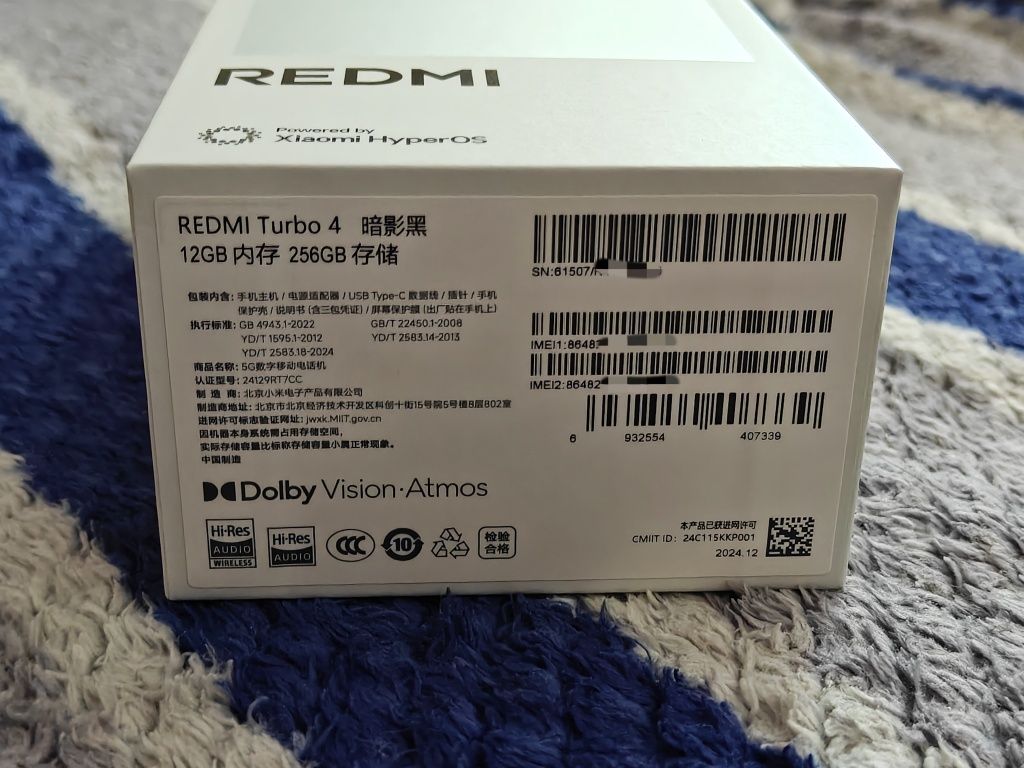 REDMI
Powered by
Xiaomi HyperOS
REDMI Turbo 4 暗影黑
12GB 内存 256GB 存储
包装内含: 手机主机 / 电源适配器 / USB Type-C 数据线 / 插针 / 手机
保护壳 / 说明书 (含三包凭证) / 屏幕保护膜 (出厂贴在手机上)
执行标准: GB 4943.1-2022 GB/T 22450.1-2008
YD/T 1595.1-2012 YD/T 2583.14-2013
YD/T 2583.18-2024
商品名称: 5G数字移动电话机
认证型号: 24129RT7CC
制 造 商: 北京小米电子产品有限公司
制造商地址: 北京市北京经济技术开发区科创十街15号院5号楼8层802室
进网许可标志验证网址: jwxk.MIIT.gov.cn
因机器本身系统需占用存储空间,
实际存储容量比标称存储容量小属正常现象。
中国制造
SN:61507/
IMEI1:8648
IMEI2:86482
6 932554 407339
Dolby Vision·Atmos
Hi-Res
AUDIO
WIRELESS
Hi-Res
AUDIO
CCC
10
检验
合格
本产品已获进网许可
CMIIT ID: 24C115KKP001
2024.12